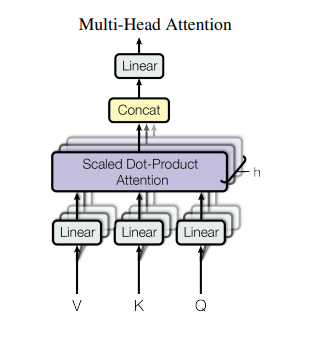 Multi-Head Attention
Linear
Concat
Scaled Dot-Product
Attention
h
Linear Linear Linear
V K Q